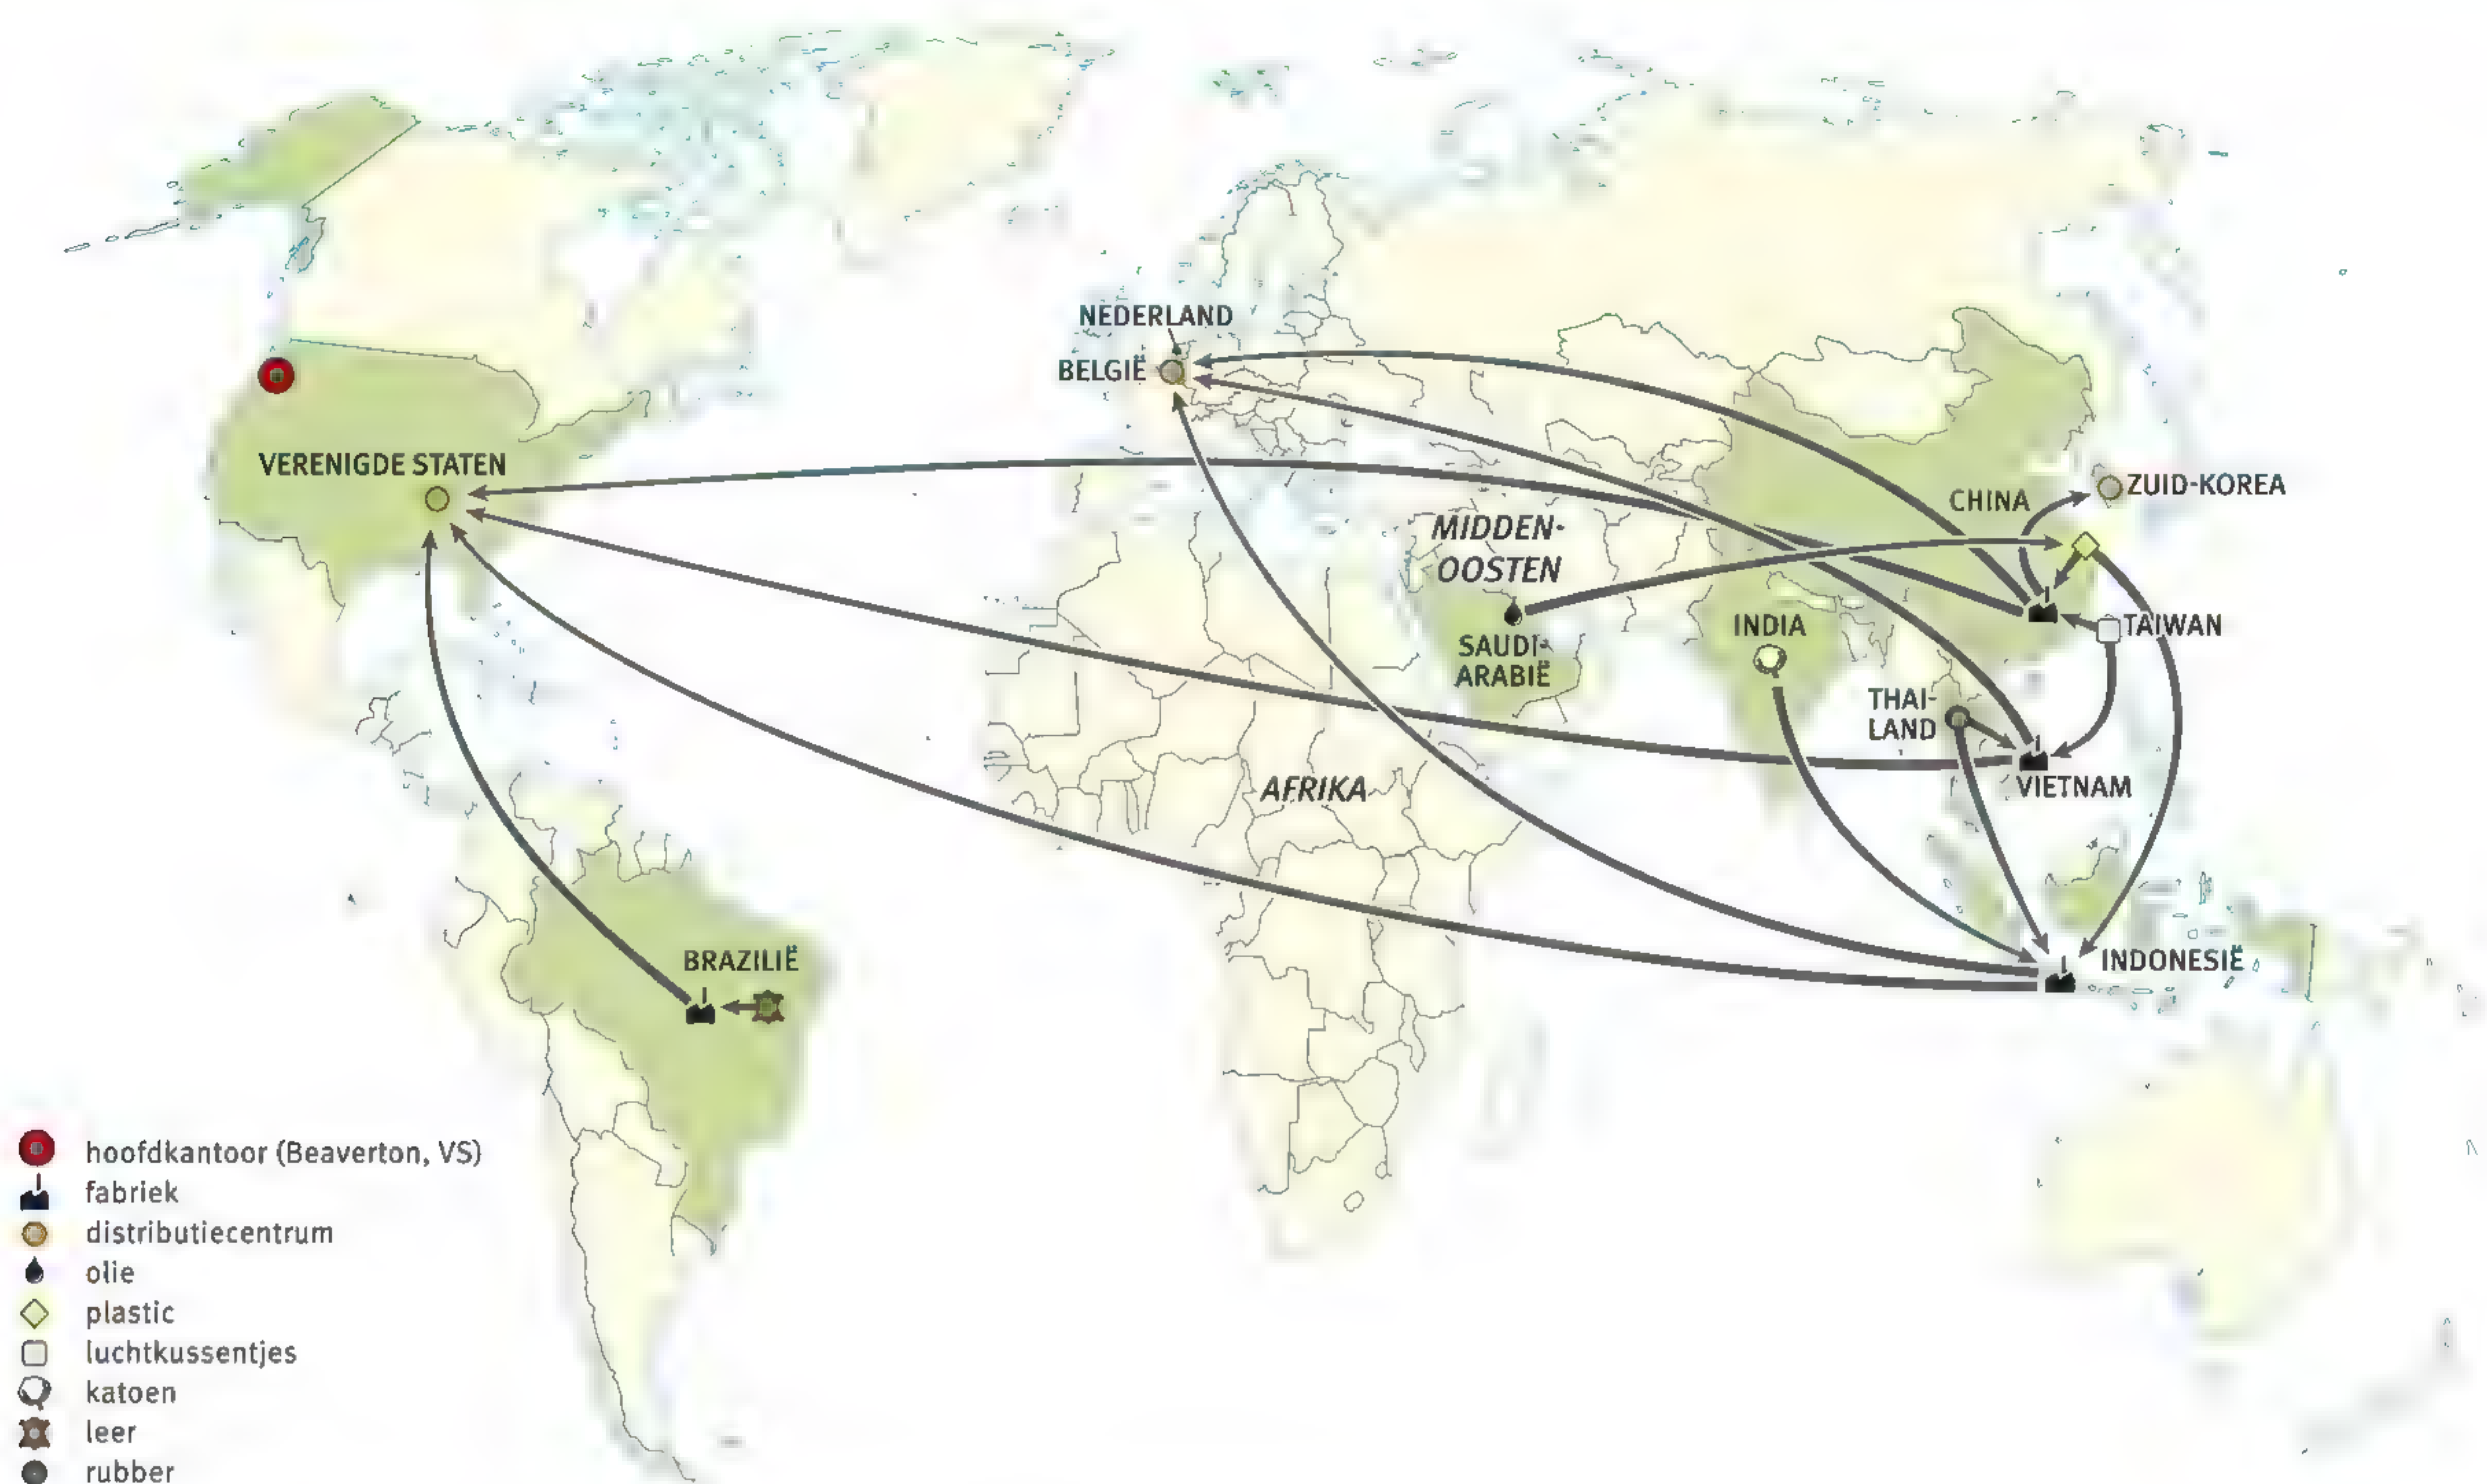 NEDERLAND
BELGIË
VERENIGDE STATEN
ZUID-KOREA
CHINA
MIDDEN-
OOSTEN
TAIWAN
INDIA
SAUDI-
ARABIË
THAI-
LAND
VIETNAM
AFRIKA
BRAZILIË
INDONESIË
hoofdkantoor (Beaverton, VS)
fabriek
distributiecentrum
olie
plastic
luchtkussentjes
katoen
leer
rubber